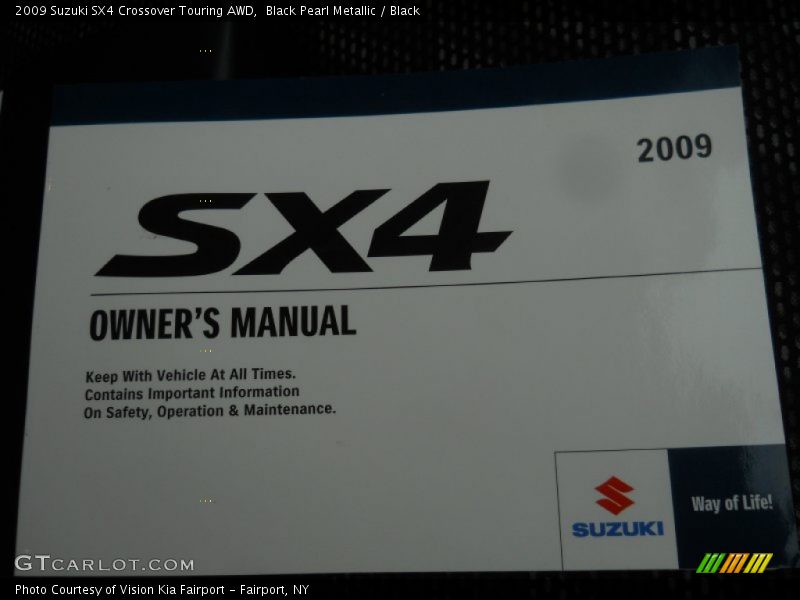 2009 Suzuki SX4 Crossover Touring AWD,  Black Pearl Metallic / Black
2009
SX4
OWNER'S MANUAL
Keep With Vehicle At All Times.
Contains Important Information
On Safety, Operation & Maintenance.
SUZUKI
Way of Life!
GTCARLOT.COM
Photo Courtesy of Vision Kia Fairport - Fairport, NY